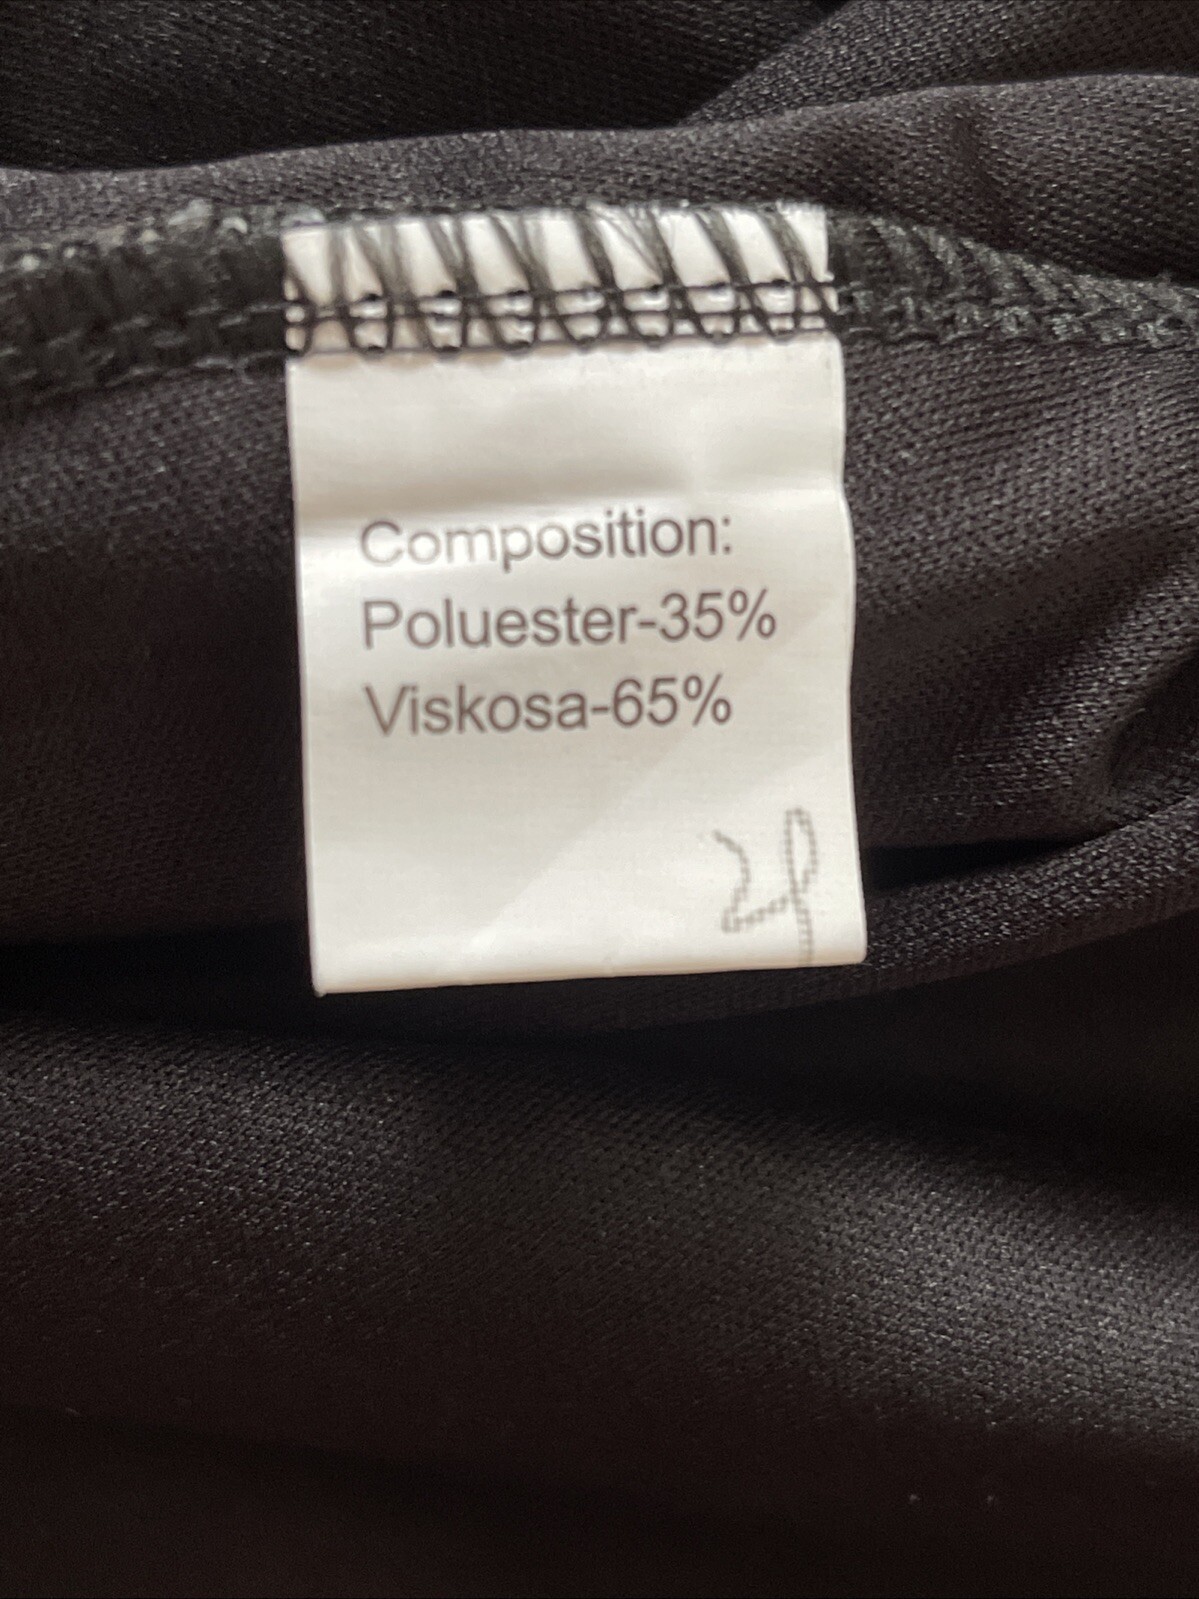 Composition:
Poluester-35%
Viskosa-65%